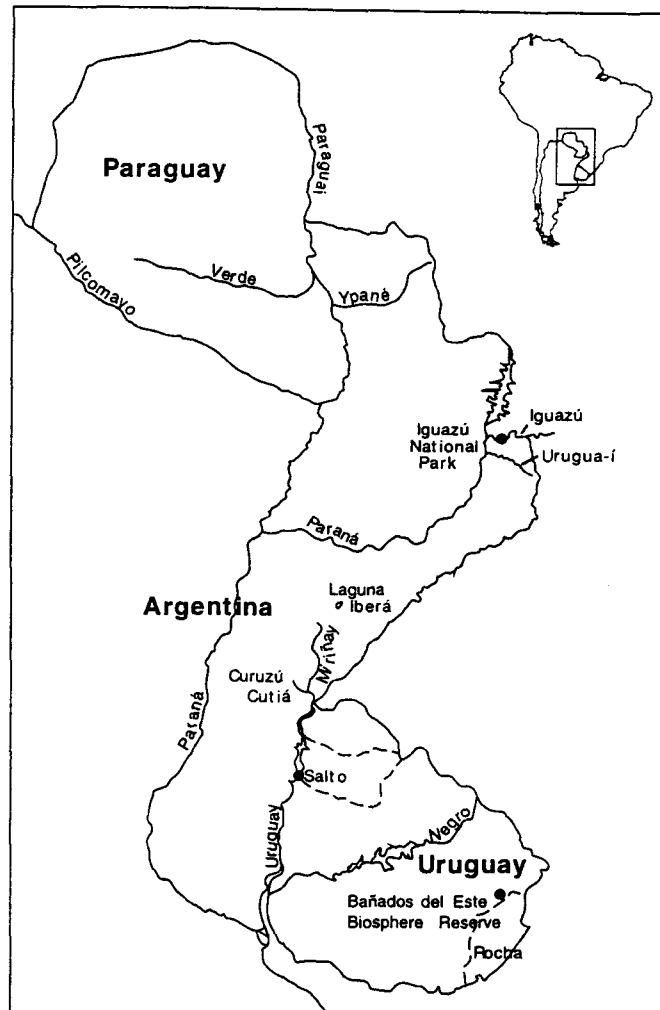 Paraguay
Paraguai
Pilcomayo
Verde
Ypanè
Iguazú
National
Park
Iguazú
Urugua-í
Paraná
Laguna
Iberá
Argentina
Miriñay
Curuzú
Cutiá
Paraná
Salto
Uruguay
Negro
Uruguay
Bañados del Este
Biosphere Reserve
Rocha